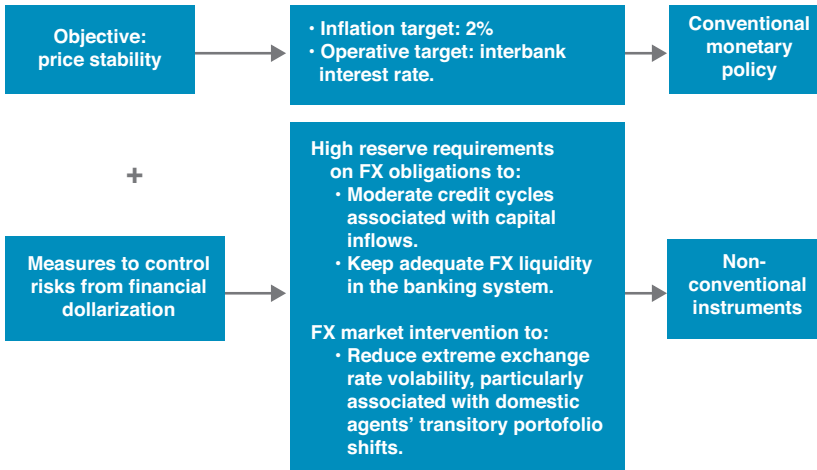 Objective:
price stability
· Inflation target: 2%
· Operative target: interbank
interest rate.
Conventional
monetary
policy
+
Measures to control
risks from financial
dollarization
High reserve requirements
on FX obligations to:
· Moderate credit cycles
associated with capital
inflows.
· Keep adequate FX liquidity
in the banking system.
FX market intervention to:
· Reduce extreme exchange
rate volability, particularly
associated with domestic
agents’ transitory portofolio
shifts.
Non-
conventional
instruments